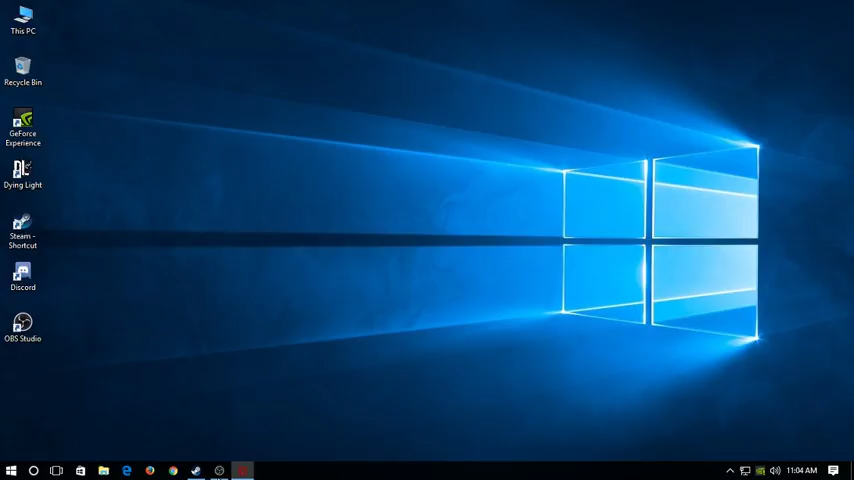 This PC
Recycle Bin
GeForce
Experience
Dying Light
Steam -
Shortcut
Discord
OBS Studio
11:04 AM